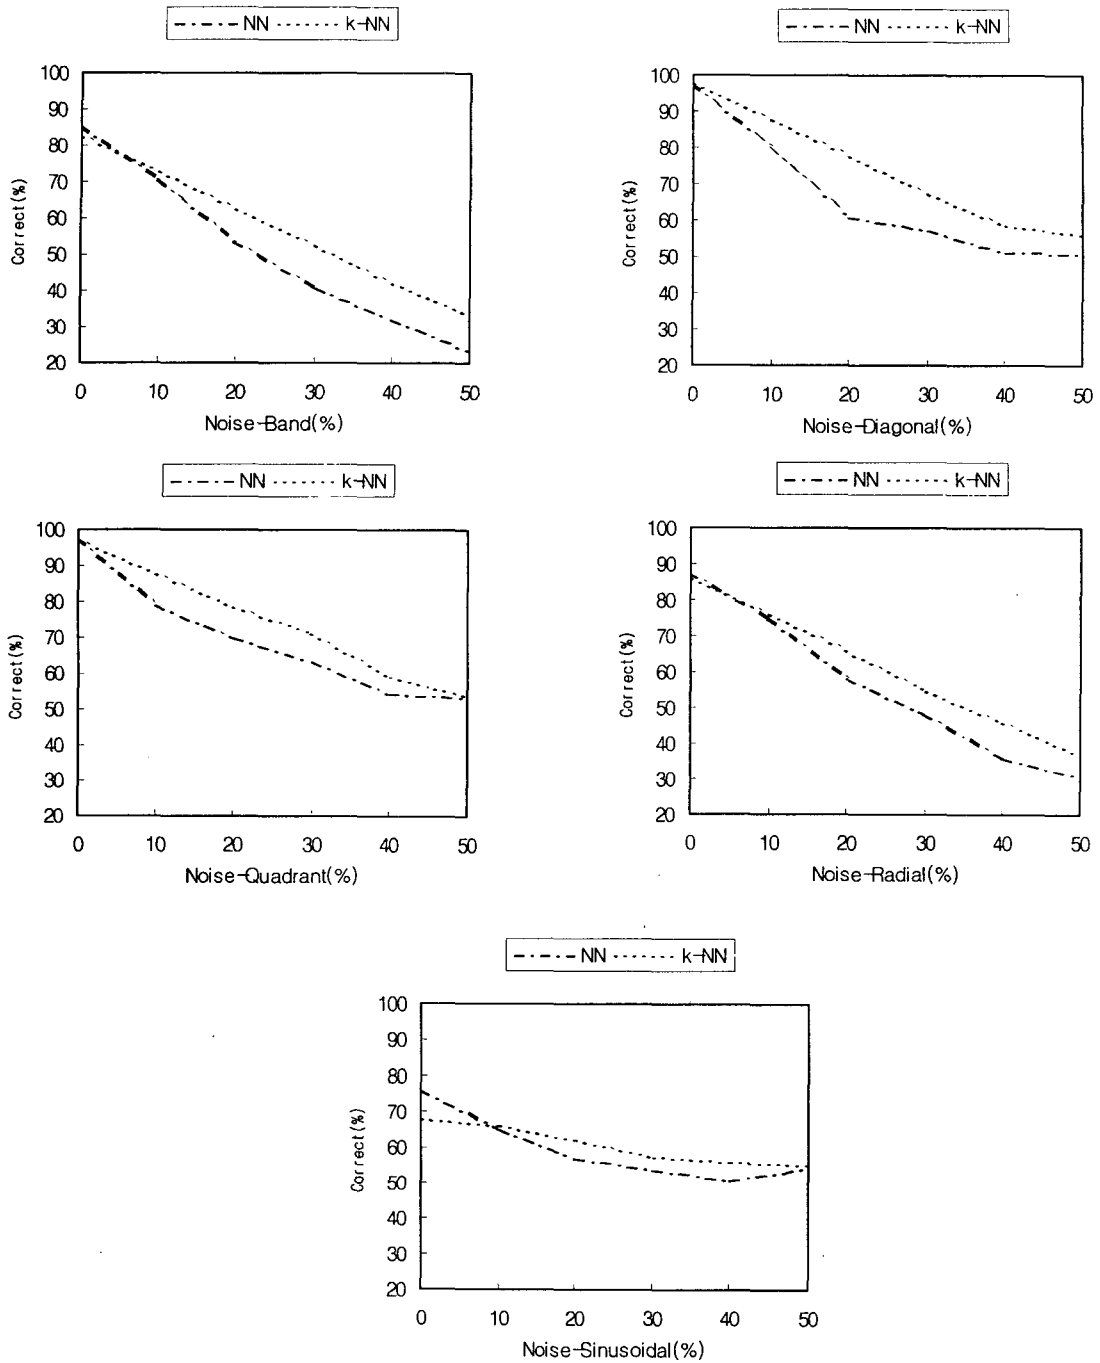 NN k-NN
100
90
80
70
60
50
40
30
20
Correct(%)
0 10 20 30 40 50
Noise-Band(%)
NN k-NN
100
90
80
70
60
50
40
30
20
Correct(%)
0 10 20 30 40 50
Noise-Diagonal(%)
NN k-NN
100
90
80
70
60
50
40
30
20
Correct(%)
0 10 20 30 40 50
Noise-Quadrant(%)
NN k-NN
100
90
80
70
60
50
40
30
20
Correct(%)
0 10 20 30 40 50
Noise-Radial(%)
NN k-NN
100
90
80
70
60
50
40
30
20
Correct(%)
0 10 20 30 40 50
Noise-Sinusoidal(%)